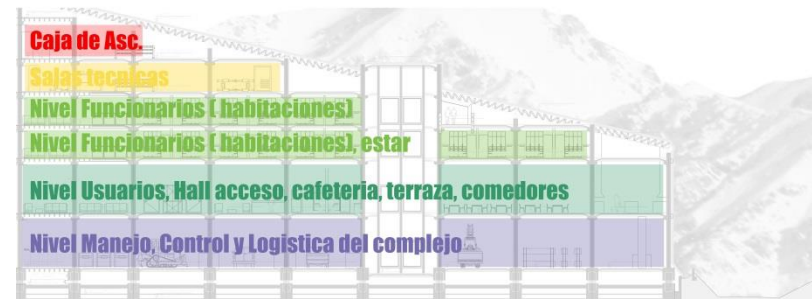 Caja de Asc.
Salas tecnicas
Nivel Funcionarios ( habitaciones)
Nivel Funcionarios ( habitaciones), estar
Nivel Usuarios, Hall acceso, cafeteria, terraza, comedores
Nivel Manejo, Control y Logistica del complejo